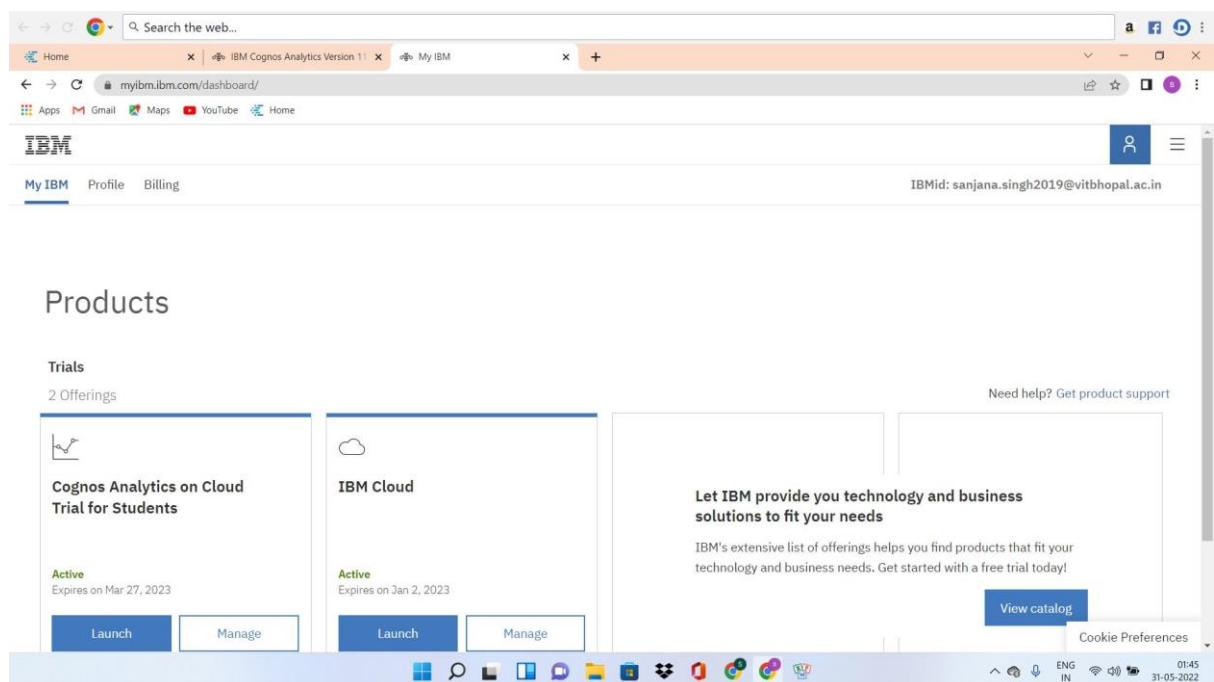 Search the web...
Home
IBM Cognos Analytics Version 11
My IBM
myibm.ibm.com/dashboard/
Apps
Gmail
Maps
YouTube
Home
IBM
My IBM
Profile
Billing
IBMid: sanjana.singh2019@vitbhopal.ac.in
Products
Trials
2 Offerings
Need help? Get product support
Cognos Analytics on Cloud
Trial for Students
Active
Expires on Mar 27, 2023
Launch
Manage
IBM Cloud
Active
Expires on Jan 2, 2023
Launch
Manage
Let IBM provide you technology and business
solutions to fit your needs
IBM's extensive list of offerings helps you find products that fit your
technology and business needs. Get started with a free trial today!
View catalog
Cookie Preferences
ENG
IN
01:45
31-05-2022